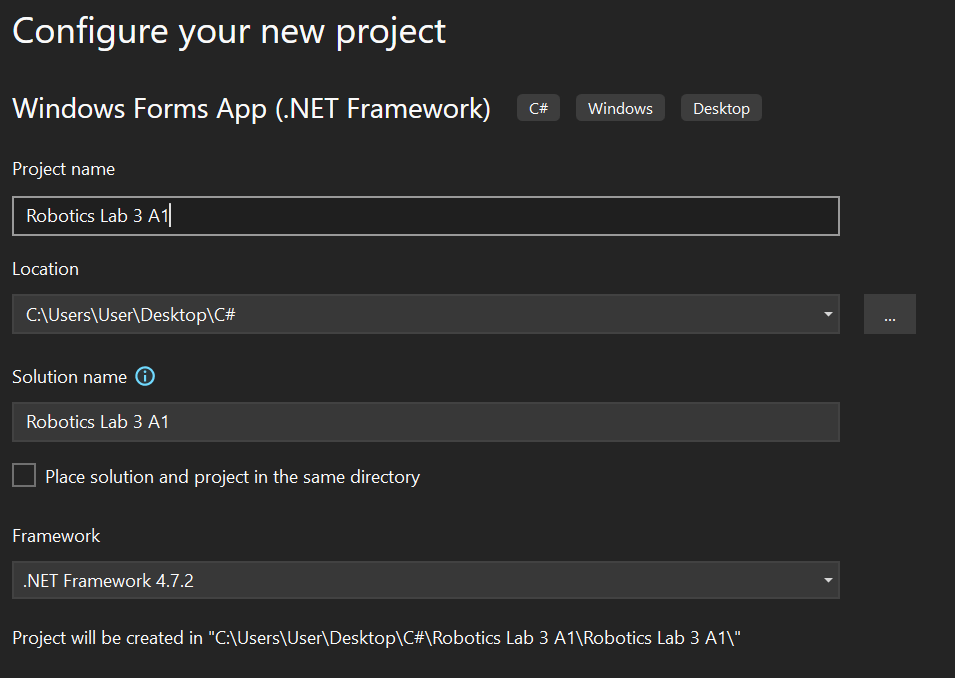 Configure your new project
Windows Forms App (.NET Framework) C# Windows Desktop
Project name
Robotics Lab 3 A1
Location
C:\Users\User\Desktop\C#
...
Solution name
Robotics Lab 3 A1
Place solution and project in the same directory
Framework
.NET Framework 4.7.2
Project will be created in "C:\Users\User\Desktop\C#\Robotics Lab 3 A1\Robotics Lab 3 A1\"